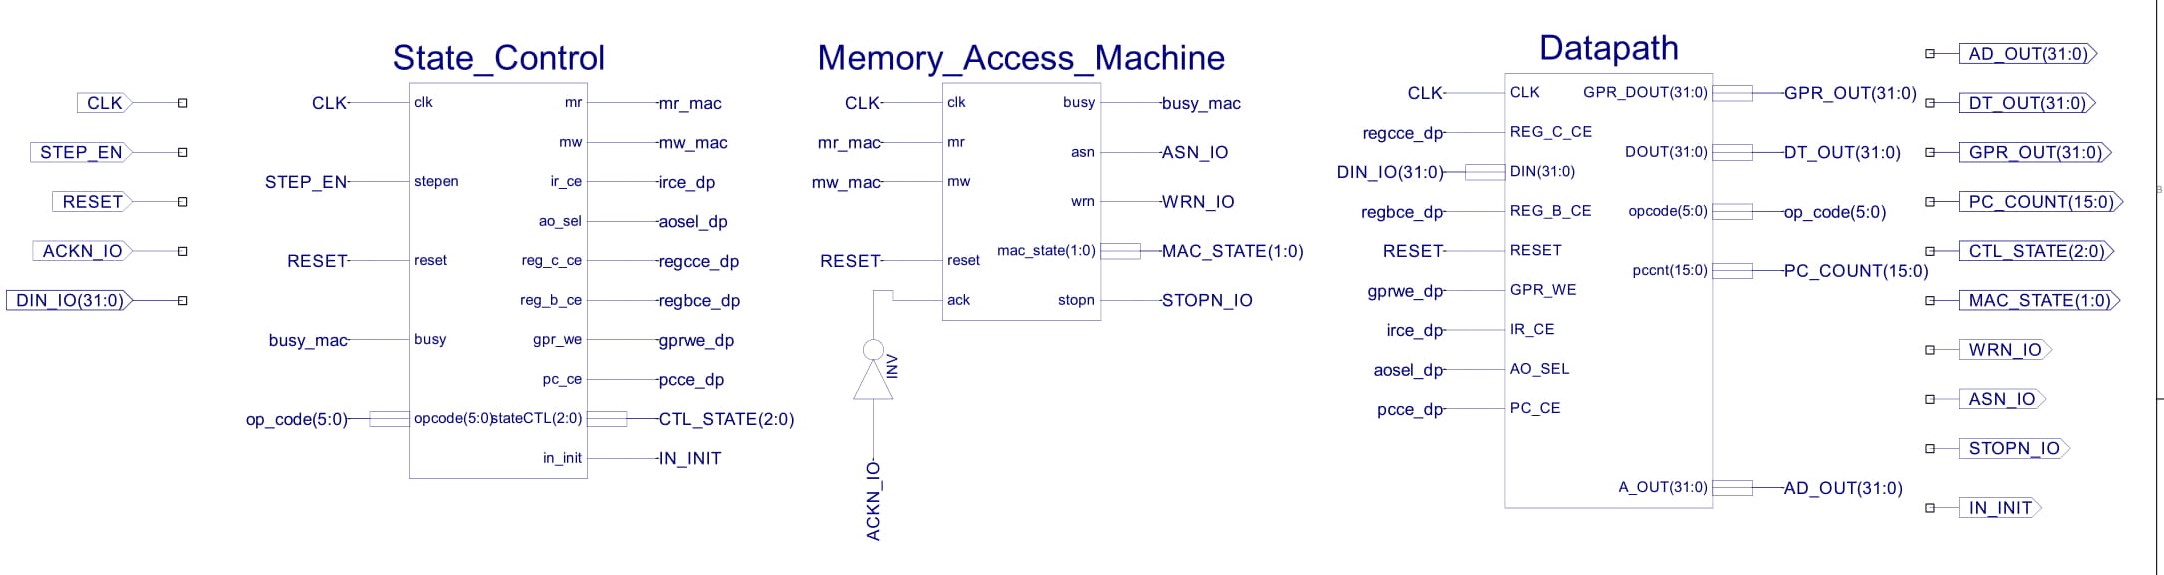 State_Control
Memory_Access_Machine
Datapath
CLK
STEP_EN
RESET
ACKN_IO
DIN_IO(31:0)
CLK
STEP_EN
RESET
busy_mac
op_code(5:0)
clk
stepen
reset
busy
opcode(5:0)
mr
mw
ir_ce
ao_sel
reg_c_ce
reg_b_ce
gpr_we
pc_ce
stateCTL(2:0)
in_init
mr_mac
mw_mac
irce_dp
aosel_dp
regcce_dp
regbce_dp
gprwe_dp
pcce_dp
CTL_STATE(2:0)
IN_INIT
CLK
mr_mac
mw_mac
RESET
INV
ACKN_IO
clk
mr
mw
reset
ack
busy
asn
wrn
mac_state(1:0)
stopn
busy_mac
ASN_IO
WRN_IO
MAC_STATE(1:0)
STOPN_IO
CLK
regcce_dp
DIN_IO(31:0)
regbce_dp
RESET
gprwe_dp
irce_dp
aosel_dp
pcce_dp
CLK
REG_C_CE
DIN(31:0)
REG_B_CE
RESET
GPR_WE
IR_CE
AO_SEL
PC_CE
GPR_DOUT(31:0)
DOUT(31:0)
opcode(5:0)
pccnt(15:0)
A_OUT(31:0)
GPR_OUT(31:0)
DT_OUT(31:0)
op_code(5:0)
PC_COUNT(15:0)
AD_OUT(31:0)
AD_OUT(31:0)
DT_OUT(31:0)
GPR_OUT(31:0)
PC_COUNT(15:0)
CTL_STATE(2:0)
MAC_STATE(1:0)
WRN_IO
ASN_IO
STOPN_IO
IN_INIT
B